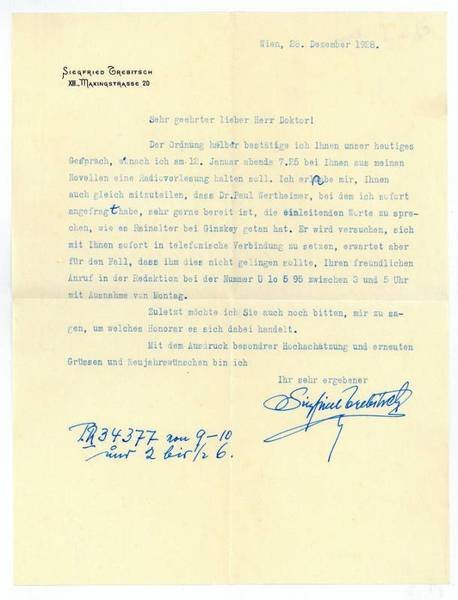 Wien, 28. Dezember 1928.
SIEGFRIED TREBITSCH
XIII. MAXINGSTRASSE 20
Sehr geehrter lieber Herr Doktor!
Der Ordnung halber bestätige ich Ihnen unser heutiges
Gespräch, wonach ich am 12. Januar abends 7.25 bei Ihnen aus meinen
Novellen eine Radiovorlesung halten soll. Ich erlaube mir, Ihnen
auch gleich mitzuteilen, dass Dr.Paul Wertheimer, bei dem ich sofort
angefragt habe, sehr gerne bereit ist, die einleitenden Worte zu spre-
chen, wie es Rainalter bei Ginzkey getan hat. Er wird versuchen, sich
mit Ihnen sofort in telefonische Verbindung zu setzen, erwartet aber
für den Fall, dass ihm dies nicht gelingen sollte, Ihren freundlichen
Anruf in der Redaktion bei der Nummer U lo 5 95 zwischen 3 und 5 Uhr
mit Ausnahme von Montag.
Zuletzt möchte ich Sie auch noch bitten, mir zu sa-
gen, um welches Honorar es sich dabei handelt.
Mit dem Ausdruck besondrer Hochachtung und erneuten
Grüssen und Neujahrswünschen bin ich
Ihr sehr ergebener
Siegfried Trebitsch
34377 von 9-10
und 2 bis 1/2 6.